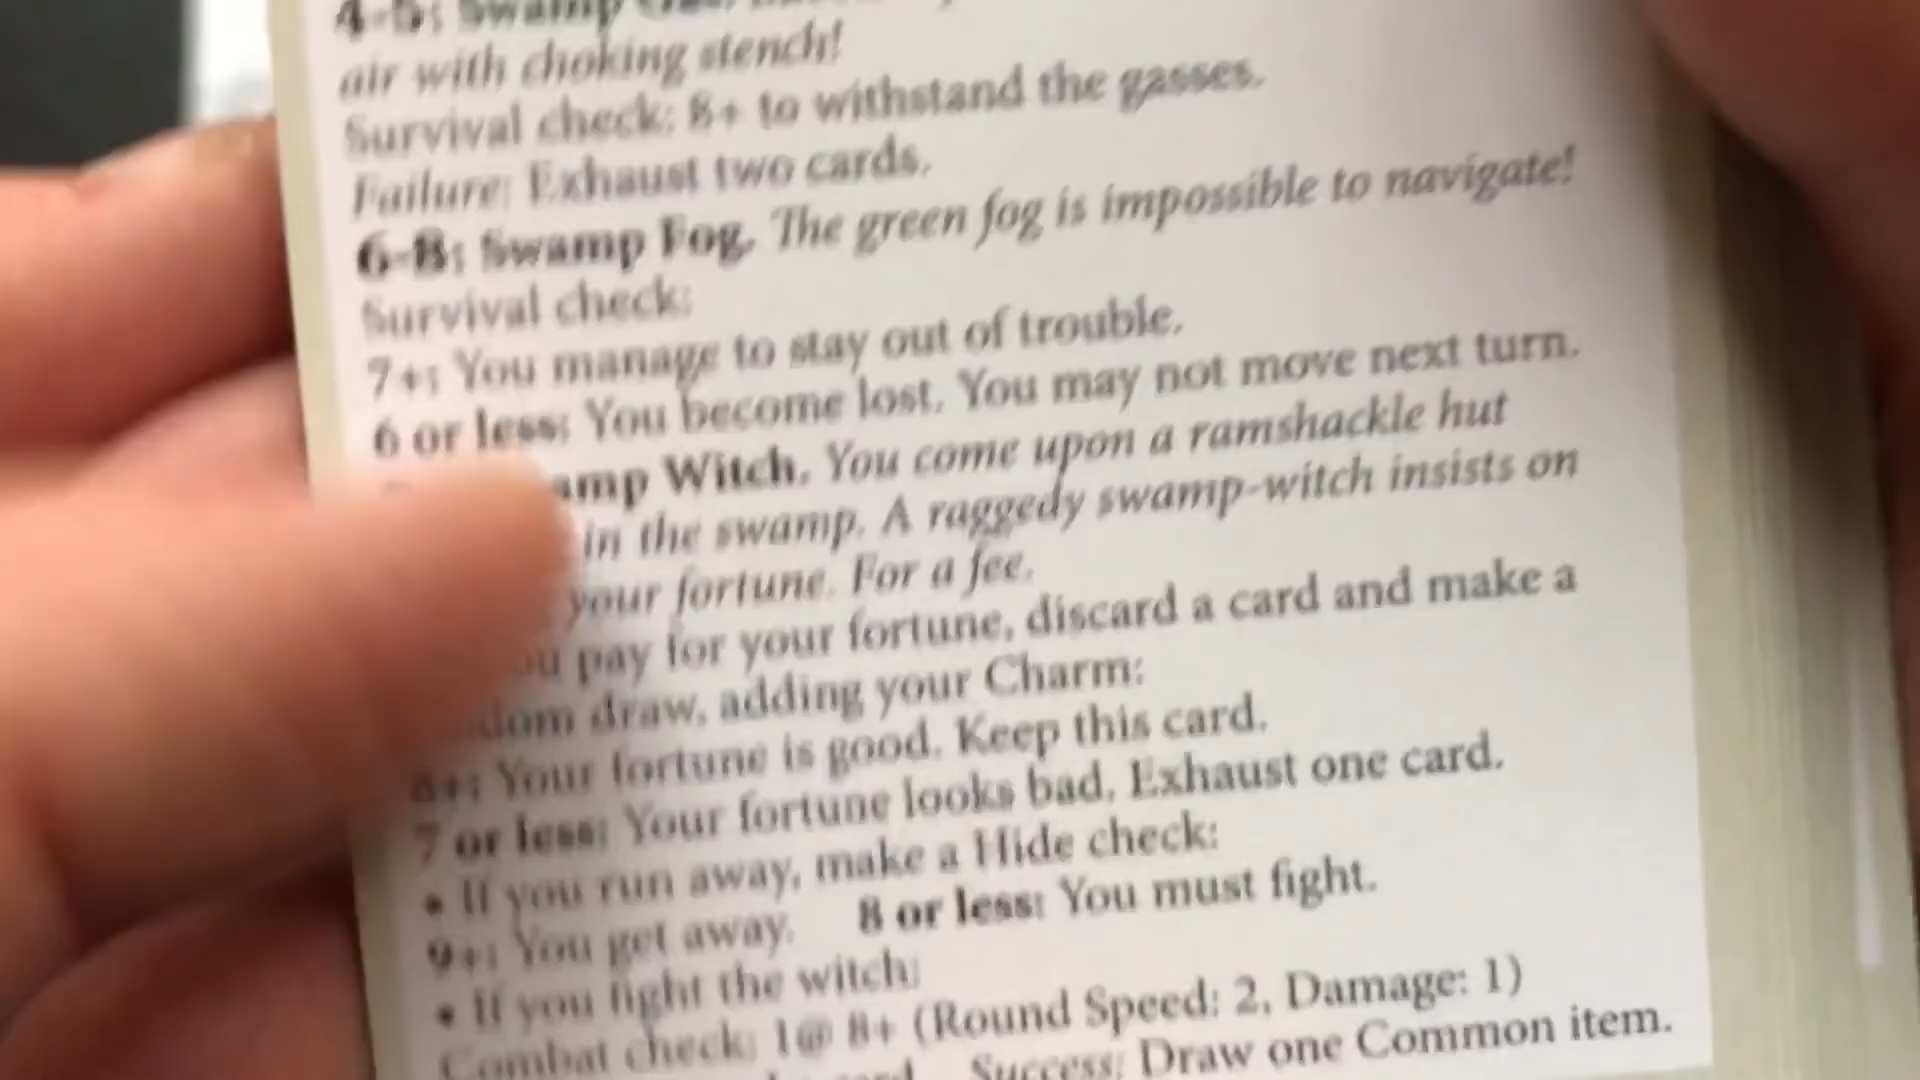 4-5: Swamp
air with choking stench!
Survival check: 8+ to withstand the gasses.
Failure: Exhaust two cards.
6-8: Swamp Fog. The green fog is impossible to navigate!
Survival check:
7+: You manage to stay out of trouble.
6 or less: You become lost. You may not move next turn.
amp Witch. You come upon a ramshackle hut
in the swamp. A raggedy swamp-witch insists on
your fortune. For a fee.
ou pay for your fortune, discard a card and make a
dom draw, adding your Charm:
8+: Your fortune is good. Keep this card.
7 or less: Your fortune looks bad. Exhaust one card.
• If you run away, make a Hide check:
9+: You get away. 8 or less: You must fight.
• If you fight the witch:
Combat check: 1@ 8+ (Round Speed: 2, Damage: 1)
card. Success: Draw one Common item.